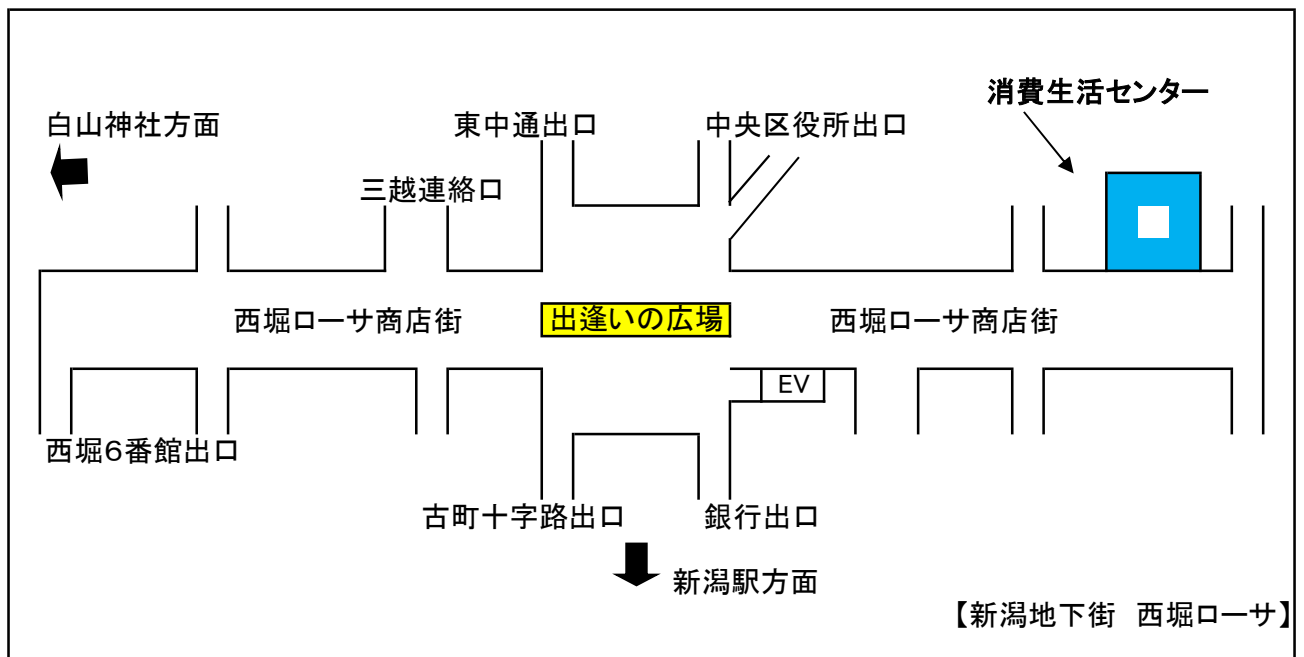 消費生活センター
白山神社方面
東中通出口
中央区役所出口
三越連絡口
西堀ローサ商店街
出逢いの広場
西堀ローサ商店街
EV
西堀6番館出口
古町十字路出口
銀行出口
新潟駅方面
【新潟地下街 西堀ローサ】